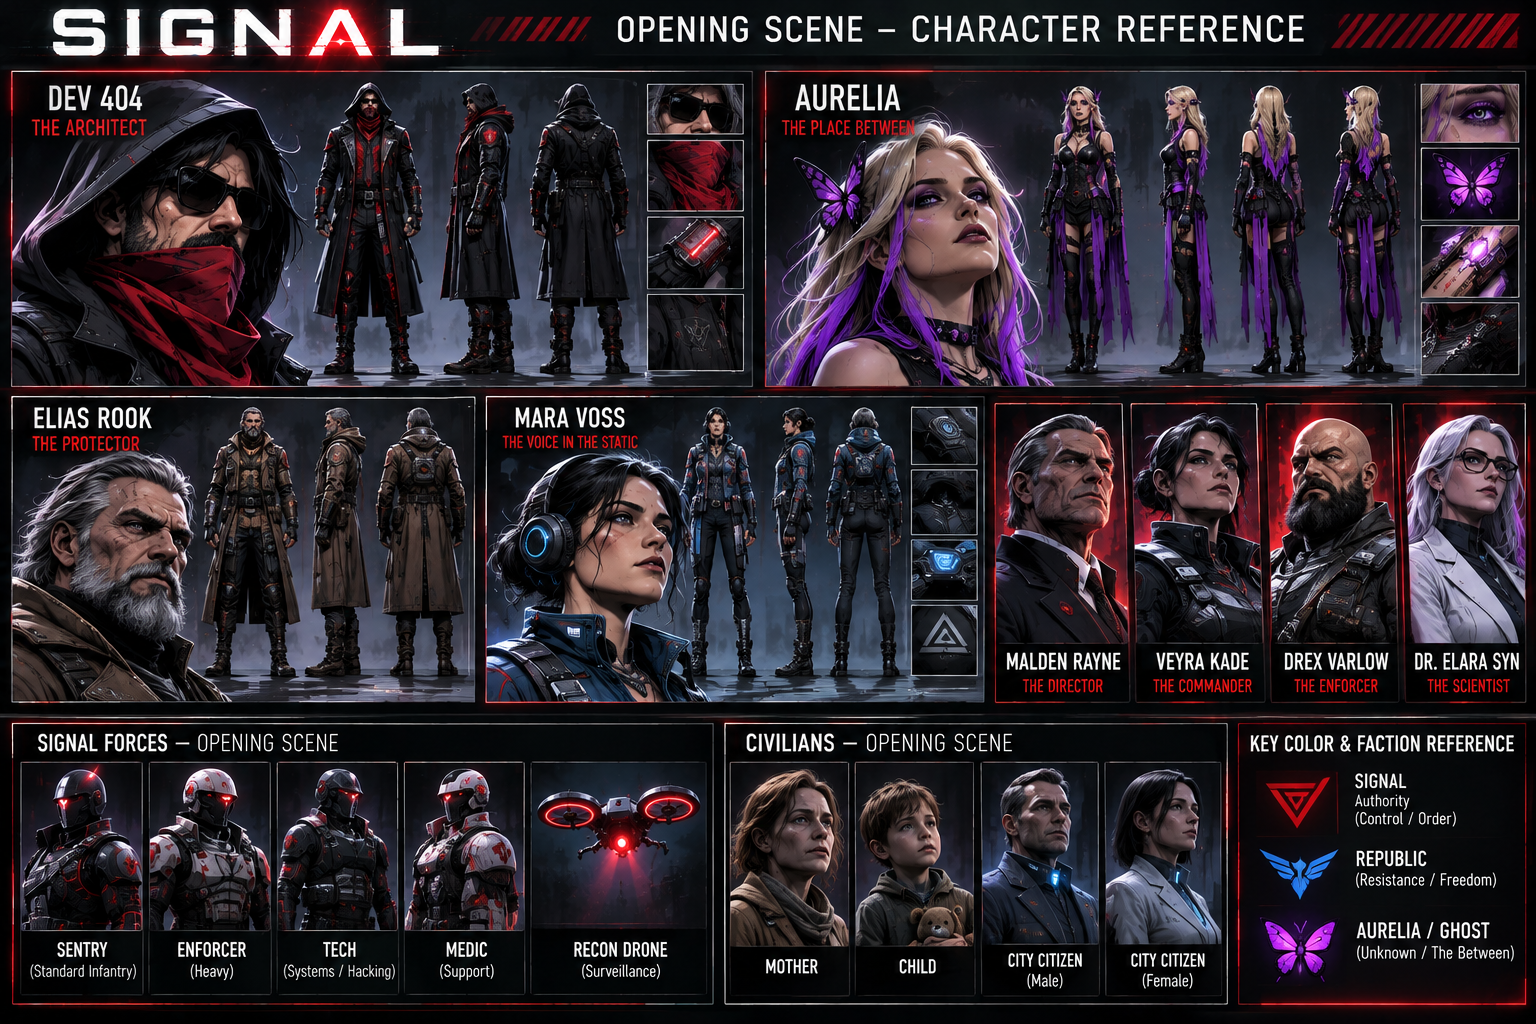 SIGNAL
OPENING SCENE – CHARACTER REFERENCE
DEV 404
THE ARCHITECT
AURELIA
THE PLACE BETWEEN
ELIAS ROOK
THE PROTECTOR
MARA VOSS
THE VOICE IN THE STATIC
MALDEN RAYNE
THE DIRECTOR
VEYRA KADE
THE COMMANDER
DREX VARLOW
THE ENFORCER
DR. ELARA SYN
THE SCIENTIST
SIGNAL FORCES – OPENING SCENE
SENTRY
(Standard Infantry)
ENFORCER
(Heavy)
TECH
(Systems / Hacking)
MEDIC
(Support)
RECON DRONE
(Surveillance)
CIVILIANS – OPENING SCENE
MOTHER
CHILD
CITY CITIZEN
(Male)
CITY CITIZEN
(Female)
KEY COLOR & FACTION REFERENCE
SIGNAL
Authority
(Control / Order)
REPUBLIC
(Resistance / Freedom)
AURELIA / GHOST
(Unknown / The Between)